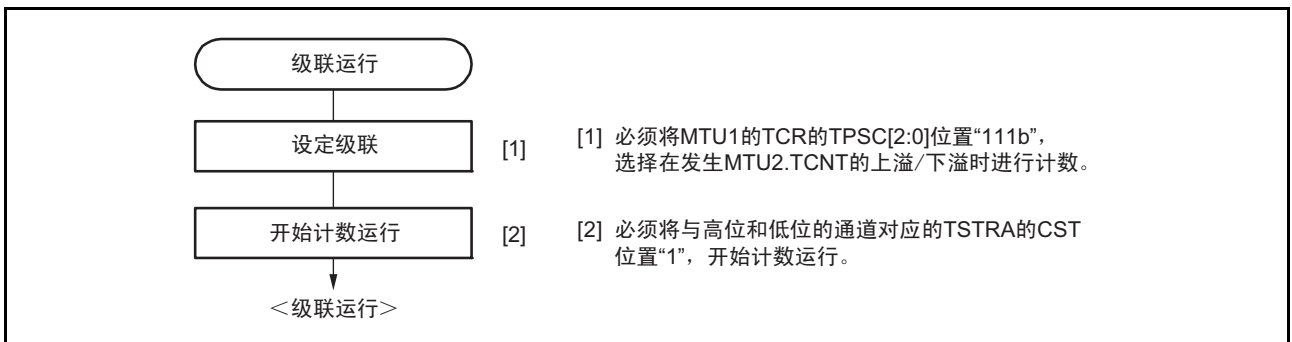 级联运行
设定级联 [1]
[1] 必须将MTU1的TCR的TPSC[2:0]位置“111b”，
选择在发生MTU2.TCNT的上溢/下溢时进行计数。
开始计数运行 [2]
[2] 必须将与高位和低位的通道对应的TSTRA的CST
位置“1”，开始计数运行。
＜级联运行＞